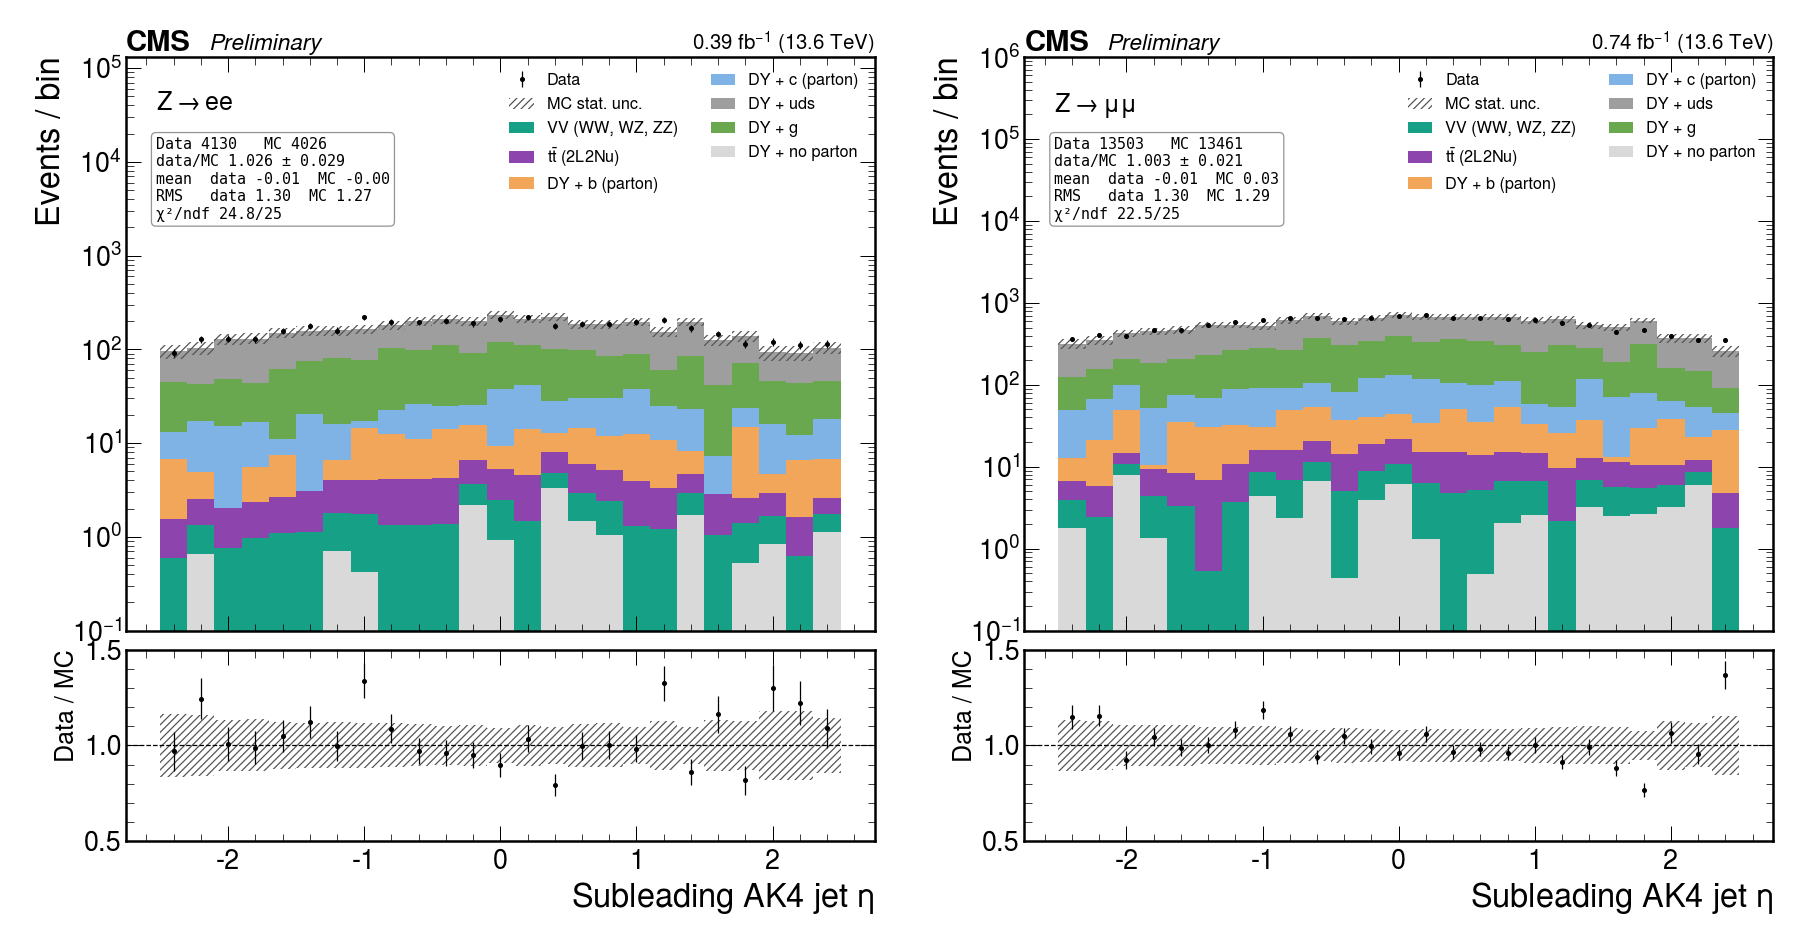 CMS Preliminary 0.39 fb⁻¹ (13.6 TeV)
Events / bin
10⁵
10⁴
10³
10²
10¹
10⁰
10⁻¹
Z → ee
Data 4130   MC 4026
data/MC 1.026 ± 0.029
mean  data -0.01  MC -0.00
RMS   data 1.30  MC 1.27
χ²/ndf 24.8/25
Data
MC stat. unc.
VV (WW, WZ, ZZ)
tt̄ (2L2Nu)
DY + b (parton)
DY + c (parton)
DY + uds
DY + g
DY + no parton
Data / MC
1.5
1.0
0.5
-2 -1 0 1 2
Subleading AK4 jet η
CMS Preliminary 0.74 fb⁻¹ (13.6 TeV)
Events / bin
10⁶
10⁵
10⁴
10³
10²
10¹
10⁰
10⁻¹
Z → μμ
Data 13503   MC 13461
data/MC 1.003 ± 0.021
mean  data -0.01  MC 0.03
RMS   data 1.30  MC 1.29
χ²/ndf 22.5/25
Data
MC stat. unc.
VV (WW, WZ, ZZ)
tt̄ (2L2Nu)
DY + b (parton)
DY + c (parton)
DY + uds
DY + g
DY + no parton
Data / MC
1.5
1.0
0.5
-2 -1 0 1 2
Subleading AK4 jet η